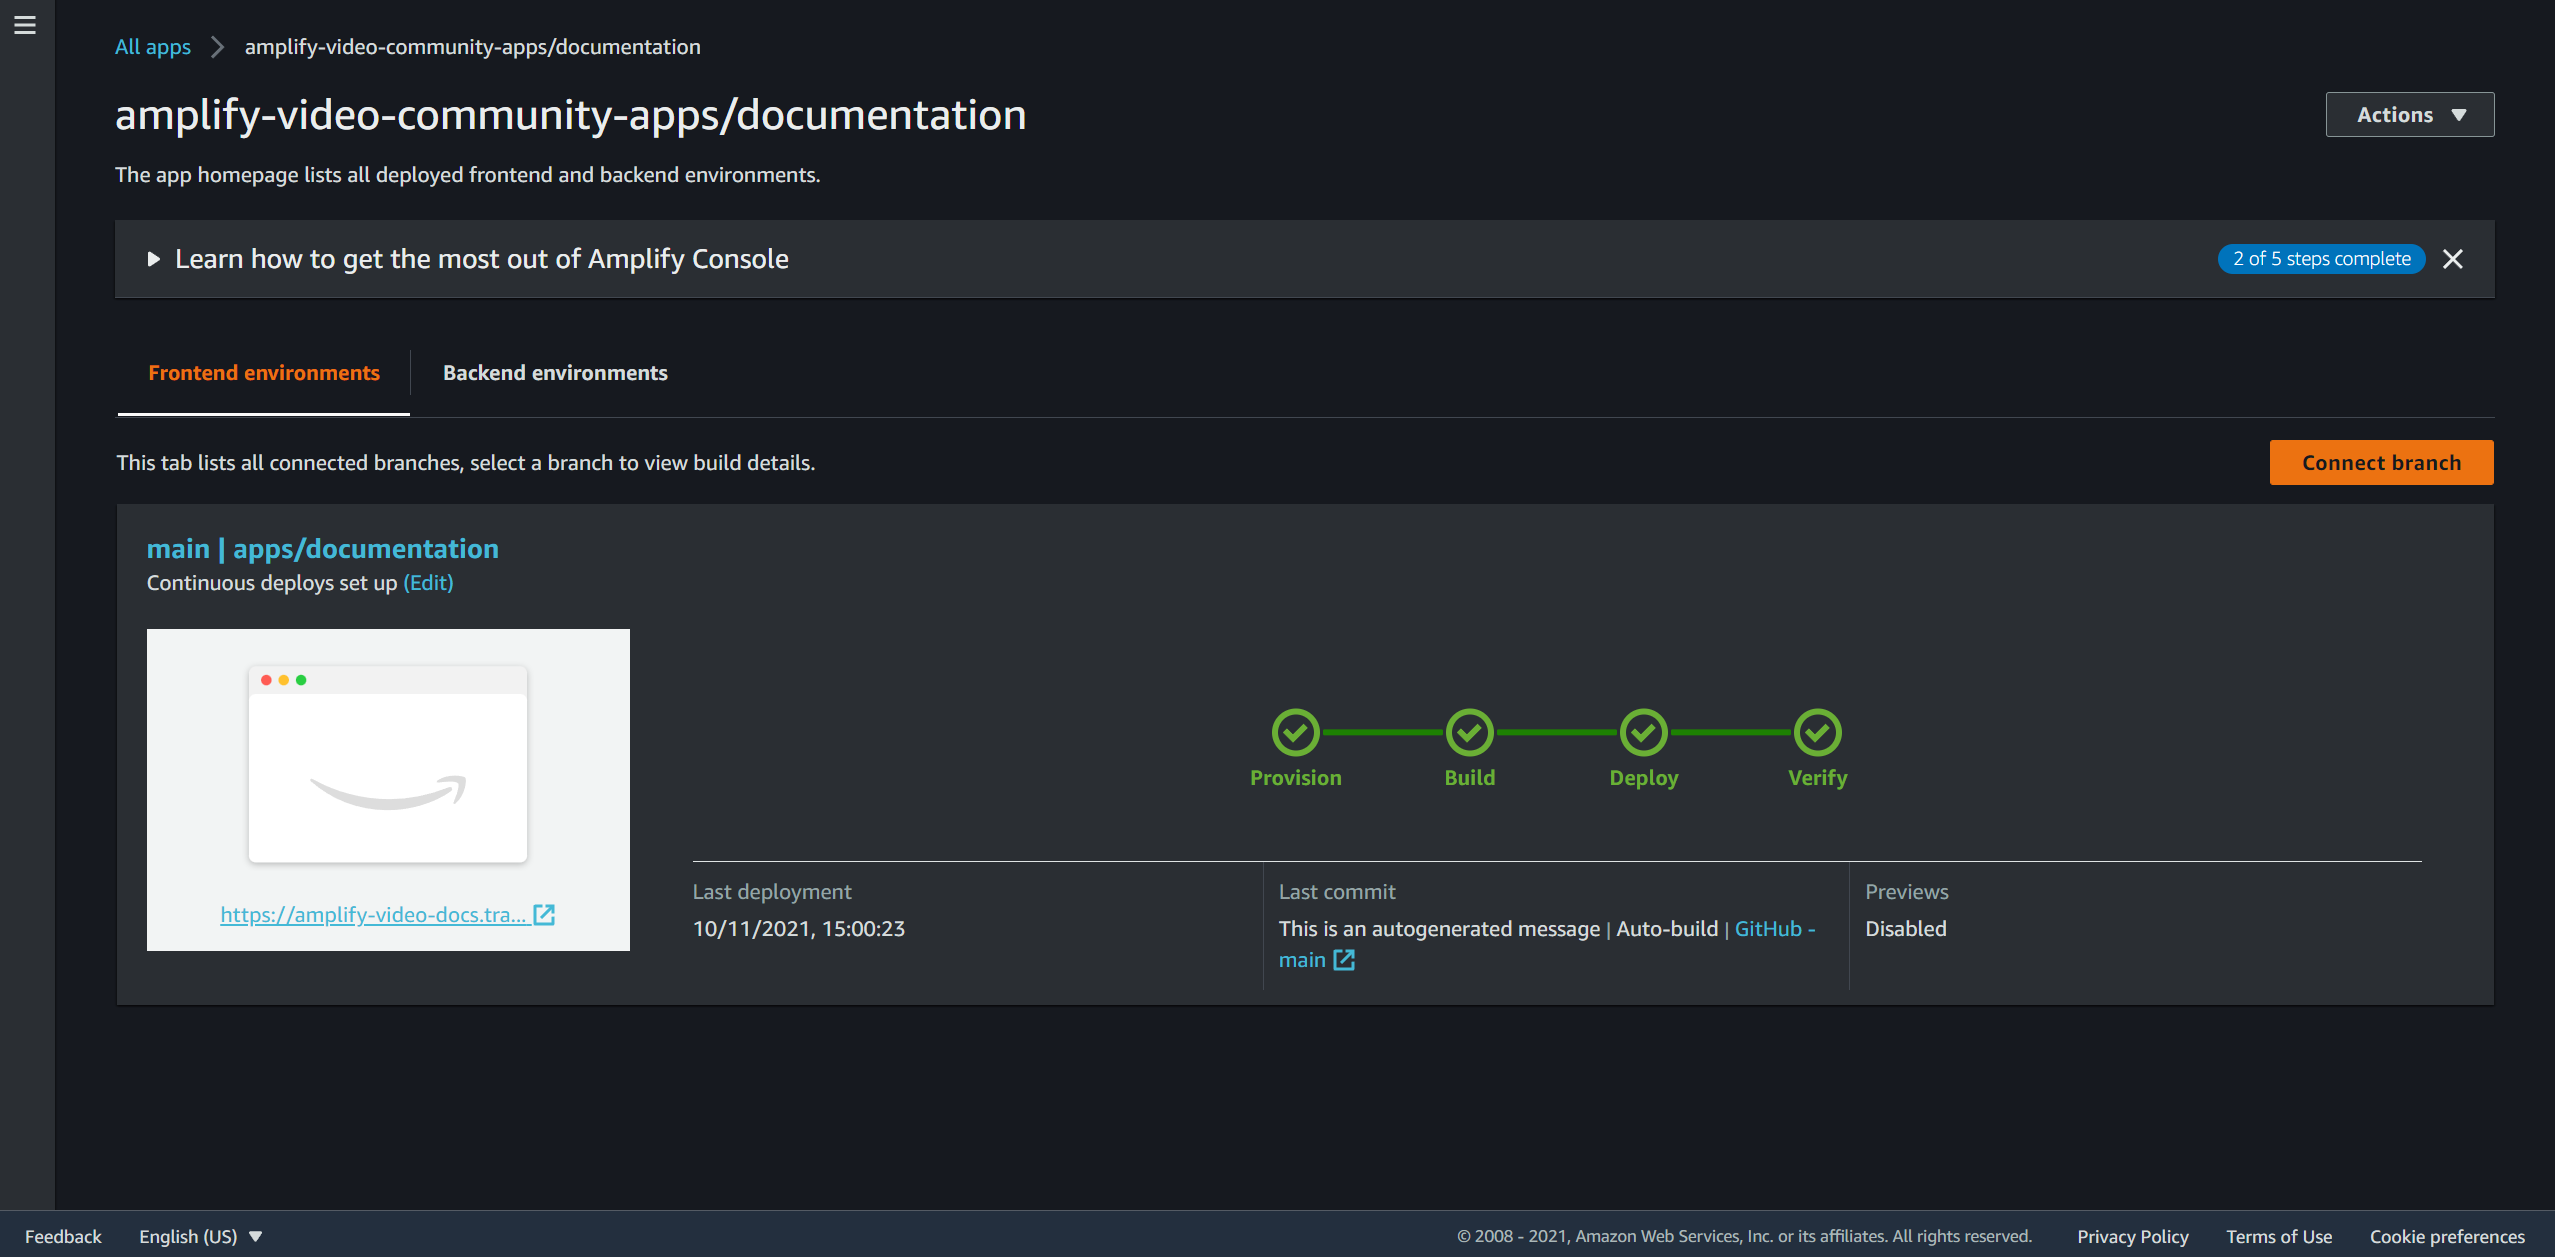 All apps
amplify-video-community-apps/documentation
amplify-video-community-apps/documentation
Actions
The app homepage lists all deployed frontend and backend environments.
Learn how to get the most out of Amplify Console
2 of 5 steps complete
Frontend environments
Backend environments
This tab lists all connected branches, select a branch to view build details.
Connect branch
main | apps/documentation
Continuous deploys set up (Edit)
https://amplify-video-docs.tra...
Provision
Build
Deploy
Verify
Last deployment
10/11/2021, 15:00:23
Last commit
This is an autogenerated message | Auto-build | GitHub -
main
Previews
Disabled
Feedback
English (US)
© 2008 - 2021, Amazon Web Services, Inc. or its affiliates. All rights reserved.
Privacy Policy
Terms of Use
Cookie preferences